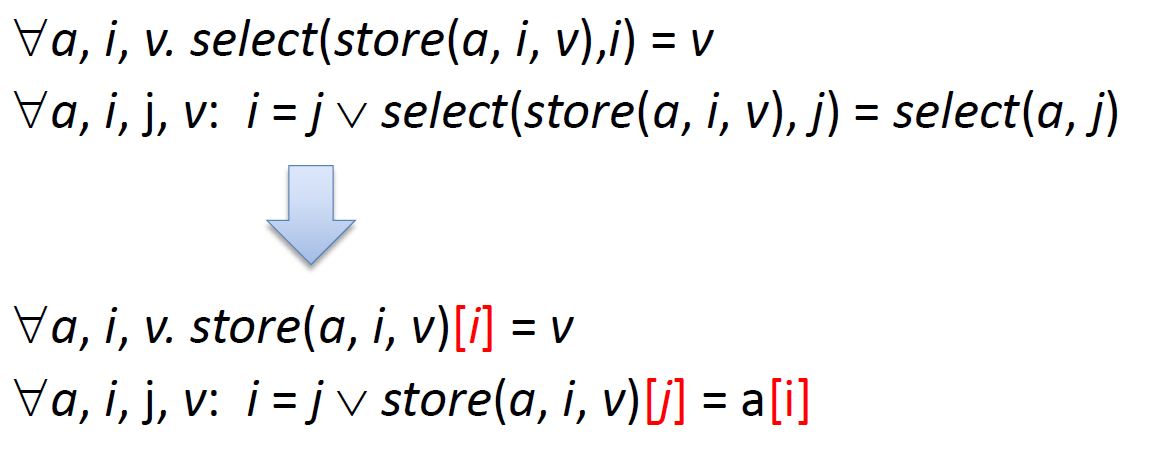 ∀a, i, v. select(store(a, i, v),i) = v
∀a, i, j, v: i = j ∨ select(store(a, i, v), j) = select(a, j)
∀a, i, v. store(a, i, v)[i] = v
∀a, i, j, v: i = j ∨ store(a, i, v)[j] = a[i]